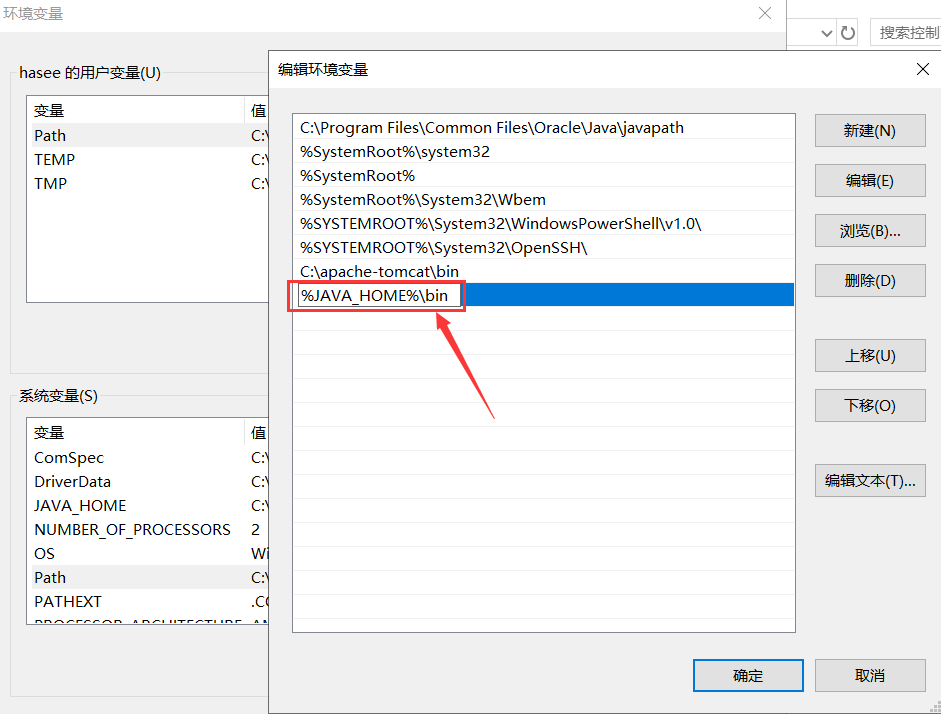 环境变量
搜索控制
hasee 的用户变量(U)
变量 值
Path C:\
TEMP C:\
TMP C:\
系统变量(S)
变量 值
ComSpec C:\
DriverData C:\
JAVA_HOME C:\
NUMBER_OF_PROCESSORS 2
OS Wi
Path C:\
PATHEXT .CO
PROCESSOR_ARCHITECTURE AM
编辑环境变量
C:\Program Files\Common Files\Oracle\Java\javapath
%SystemRoot%\system32
%SystemRoot%
%SystemRoot%\System32\Wbem
%SYSTEMROOT%\System32\WindowsPowerShell\v1.0\
%SYSTEMROOT%\System32\OpenSSH\
C:\apache-tomcat\bin
%JAVA_HOME%\bin
新建(N)
编辑(E)
浏览(B)...
删除(D)
上移(U)
下移(O)
编辑文本(T)...
确定
取消